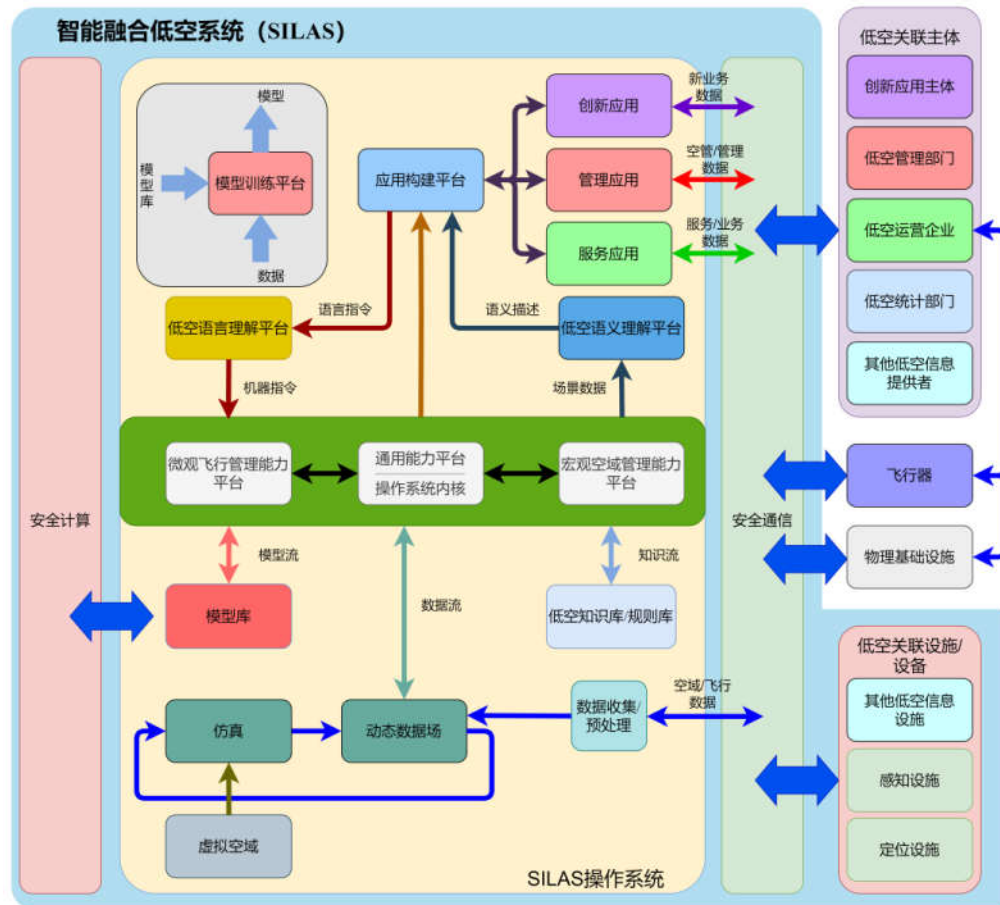 智能融合低空系统（SILAS）
安全计算
模型
模型库
模型训练平台
数据
应用构建平台
创新应用
管理应用
服务应用
新业务
数据
空管/管理
数据
服务/业务
数据
低空语言理解平台
语言指令
语义描述
低空语义理解平台
机器指令
场景数据
微观飞行管理能力
平台
通用能力平台
操作系统内核
宏观空域管理能力
平台
模型流
数据流
知识流
模型库
低空知识库/规则库
仿真
动态数据场
数据收集/
预处理
空域/飞行
数据
虚拟空域
SILAS操作系统
安全通信
低空关联主体
创新应用主体
低空管理部门
低空运营企业
低空统计部门
其他低空信息
提供者
飞行器
物理基础设施
低空关联设施/
设备
其他低空信息
设施
感知设施
定位设施